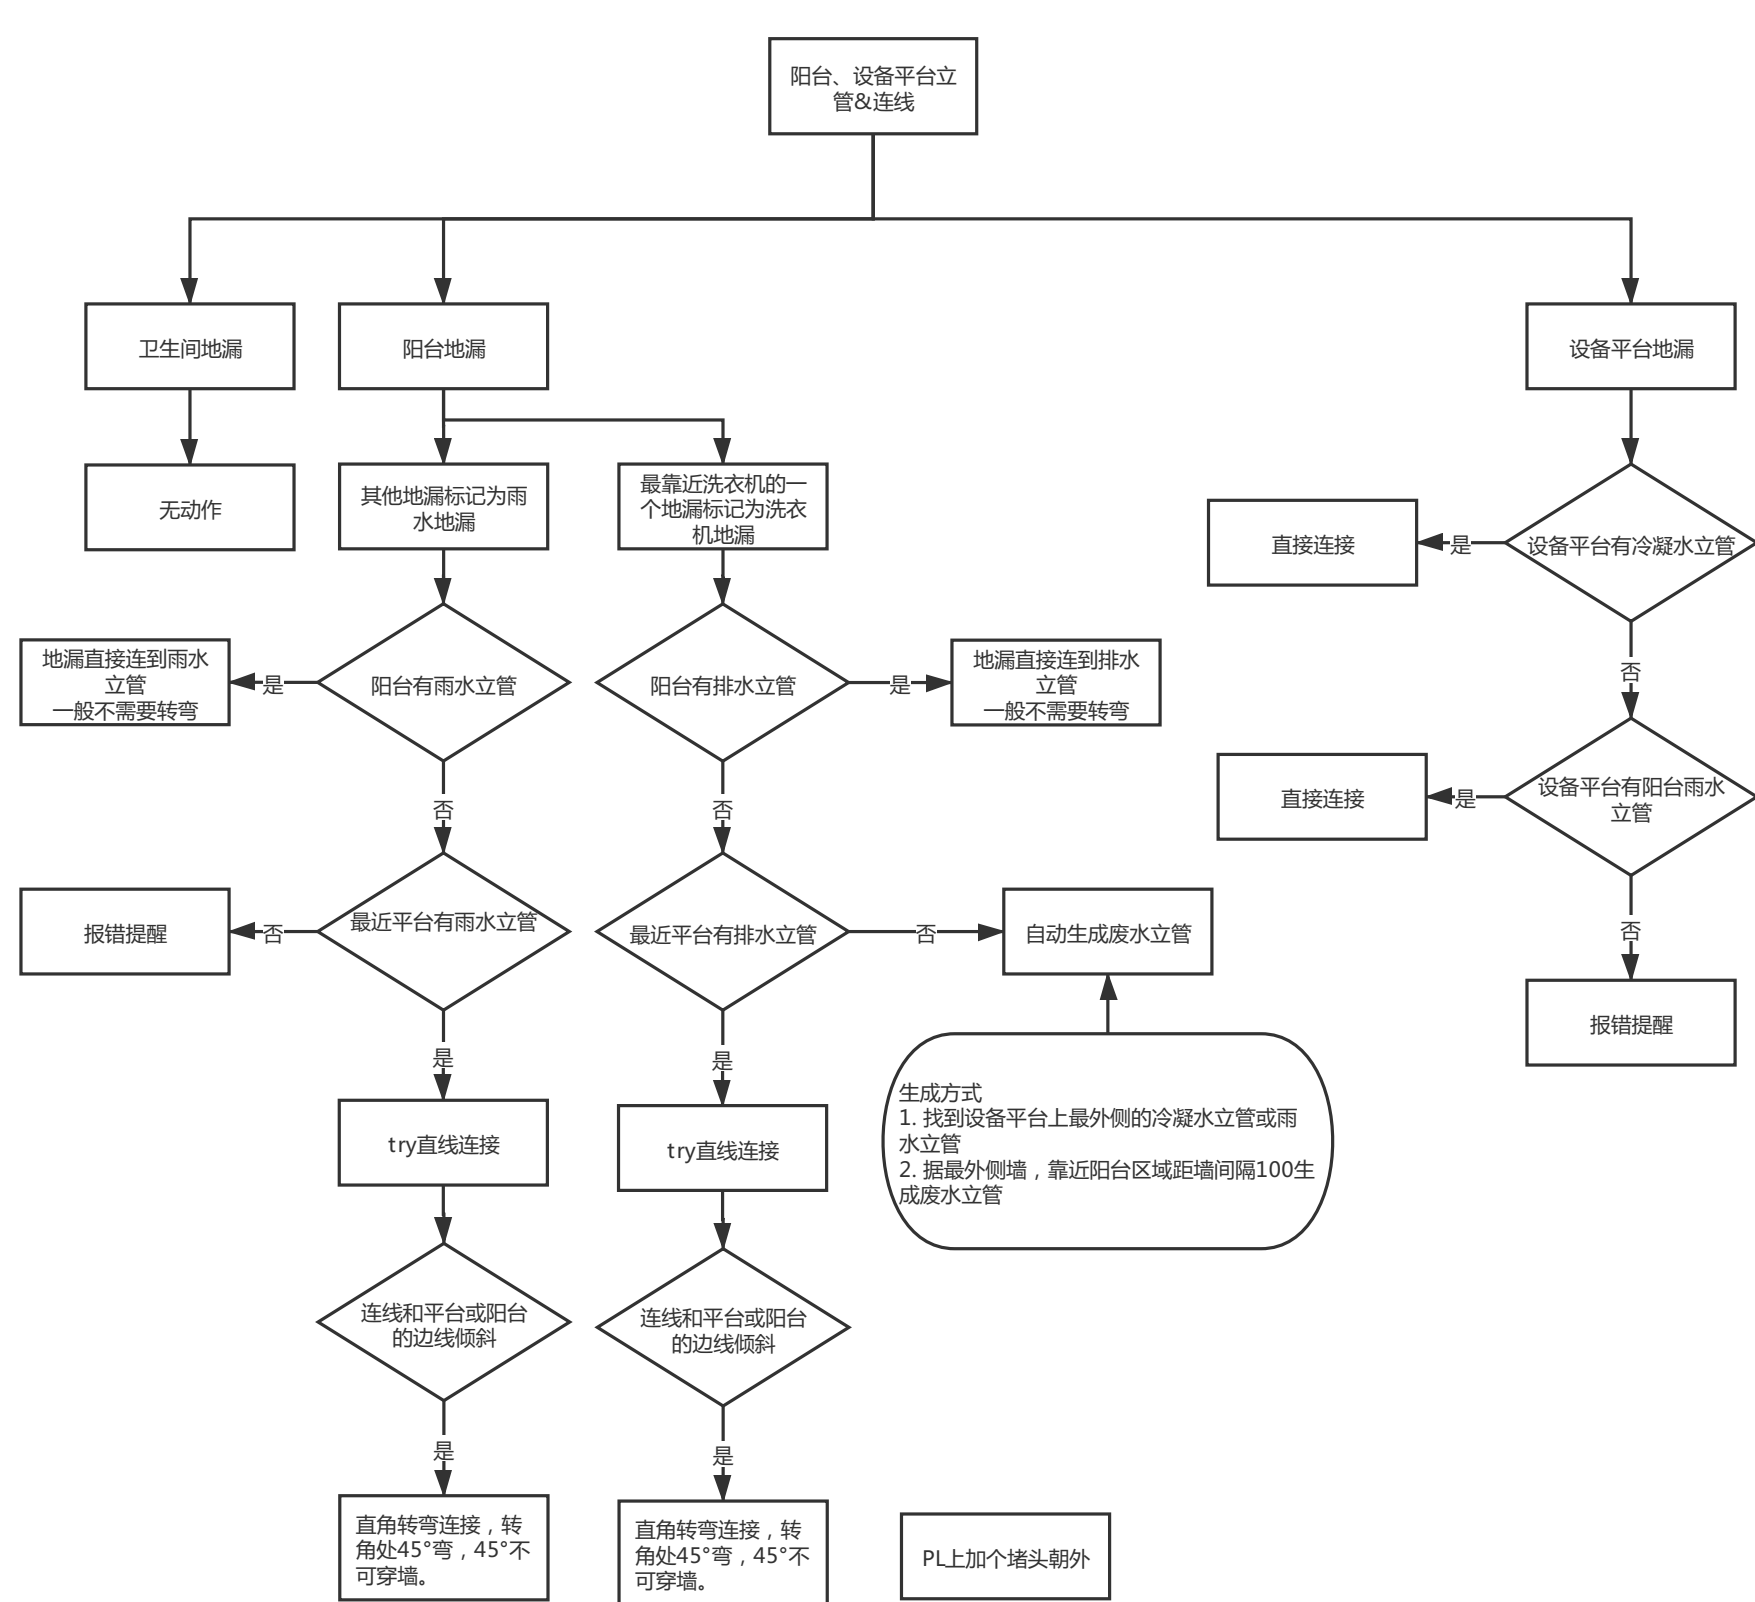 阳台、设备平台立
管&连线
卫生间地漏
阳台地漏
设备平台地漏
无动作
其他地漏标记为雨
水地漏
最靠近洗衣机的一
个地漏标记为洗衣
机地漏
直接连接
是
设备平台有冷凝水立管
地漏直接连到雨水
立管
一般不需要转弯
是
阳台有雨水立管
阳台有排水立管
是
地漏直接连到排水
立管
一般不需要转弯
否
直接连接
是
设备平台有阳台雨水
立管
否
否
报错提醒
否
最近平台有雨水立管
最近平台有排水立管
否
自动生成废水立管
否
报错提醒
是
是
生成方式
1. 找到设备平台上最外侧的冷凝水立管或雨
水立管
2. 据最外侧墙，靠近阳台区域距墙间隔100生
成废水立管
try直线连接
try直线连接
连线和平台或阳台
的边线倾斜
连线和平台或阳台
的边线倾斜
是
是
直角转弯连接，转
角处45°弯，45°不
可穿墙。
直角转弯连接，转
角处45°弯，45°不
可穿墙。
PL上加个堵头朝外